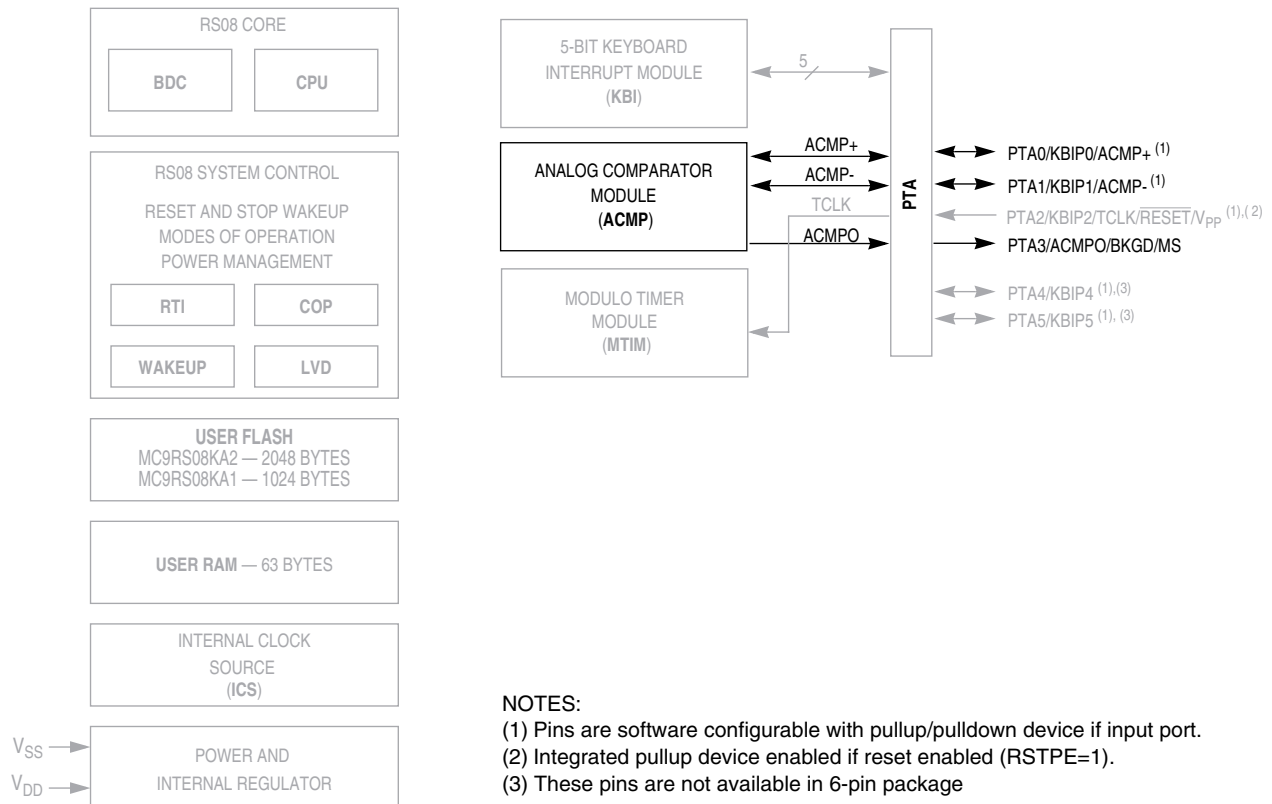 RS08 CORE
BDC
CPU
RS08 SYSTEM CONTROL
RESET AND STOP WAKEUP
MODES OF OPERATION
POWER MANAGEMENT
RTI
COP
WAKEUP
LVD
USER FLASH
MC9RS08KA2 — 2048 BYTES
MC9RS08KA1 — 1024 BYTES
USER RAM — 63 BYTES
INTERNAL CLOCK
SOURCE
(ICS)
VSS
VDD
POWER AND
INTERNAL REGULATOR
5-BIT KEYBOARD
INTERRUPT MODULE
(KBI)
5
ANALOG COMPARATOR
MODULE
(ACMP)
ACMP+
ACMP-
TCLK
ACMPO
MODULO TIMER
MODULE
(MTIM)
PTA
PTA0/KBIP0/ACMP+ (1)
PTA1/KBIP1/ACMP- (1)
PTA2/KBIP2/TCLK/RESET/VPP (1),( 2)
PTA3/ACMPO/BKGD/MS
PTA4/KBIP4 (1),(3)
PTA5/KBIP5 (1), (3)
NOTES:
(1) Pins are software configurable with pullup/pulldown device if input port.
(2) Integrated pullup device enabled if reset enabled (RSTPE=1).
(3) These pins are not available in 6-pin package